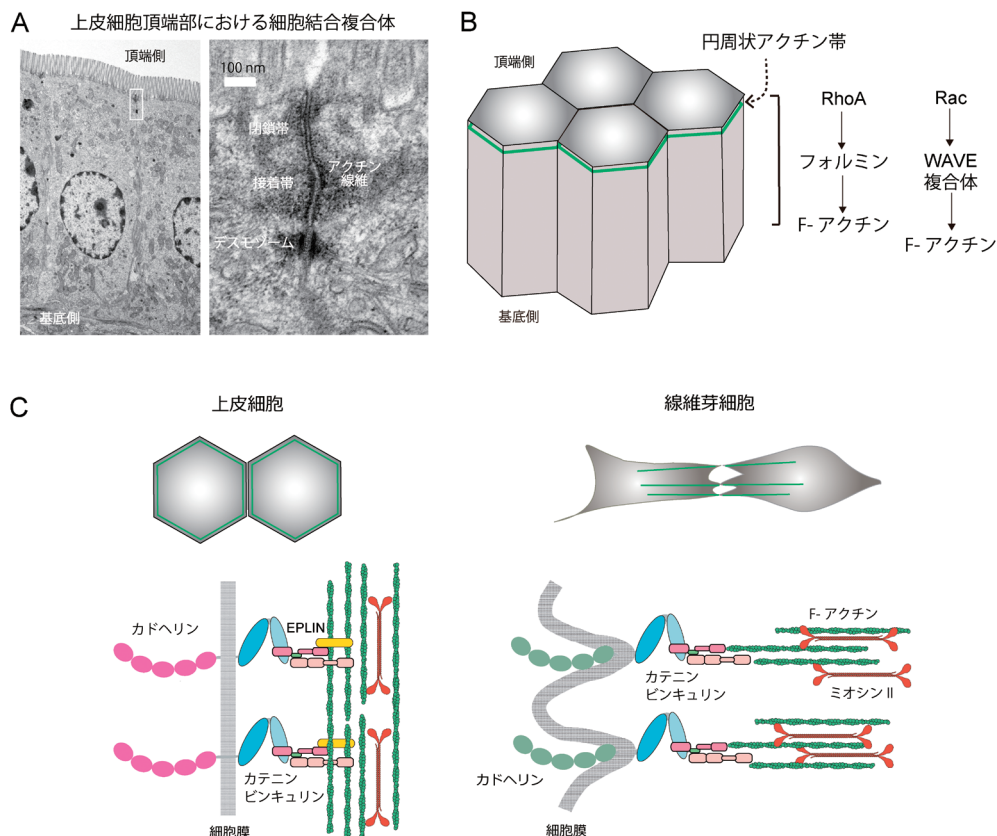 A
上皮細胞頂端部における細胞結合複合体
頂端側
基底側
100 nm
閉鎖帯
接着帯
アクチン
線維
デスモゾーム
B
円周状アクチン帯
頂端側
基底側
RhoA
フォルミン
F- アクチン
Rac
WAVE
複合体
F- アクチン
C
上皮細胞
カドヘリン
EPLIN
カテニン
ビンキュリン
細胞膜
線維芽細胞
F- アクチン
カテニン
ビンキュリン
ミオシン II
カドヘリン
細胞膜